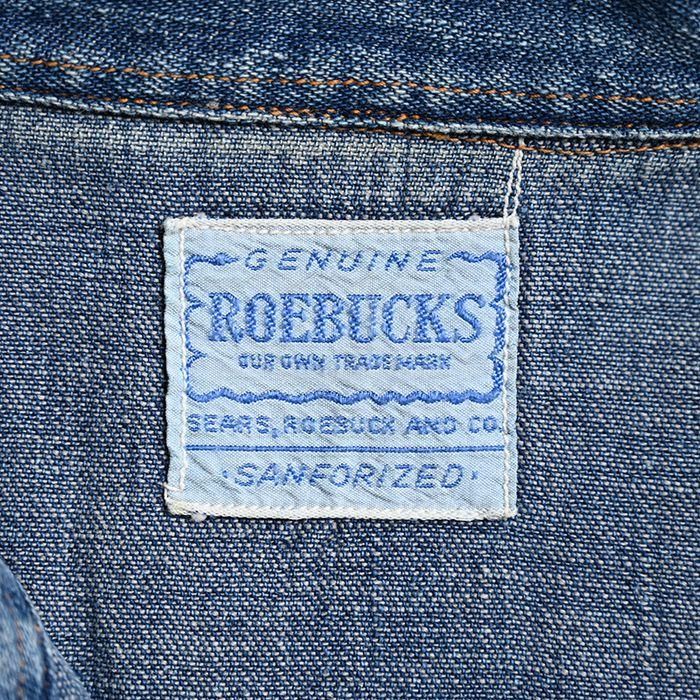 GENUINE
ROEBUCKS
OUR OWN TRADEMARK
SEARS, ROEBUCK AND CO.
·SANFORIZED·